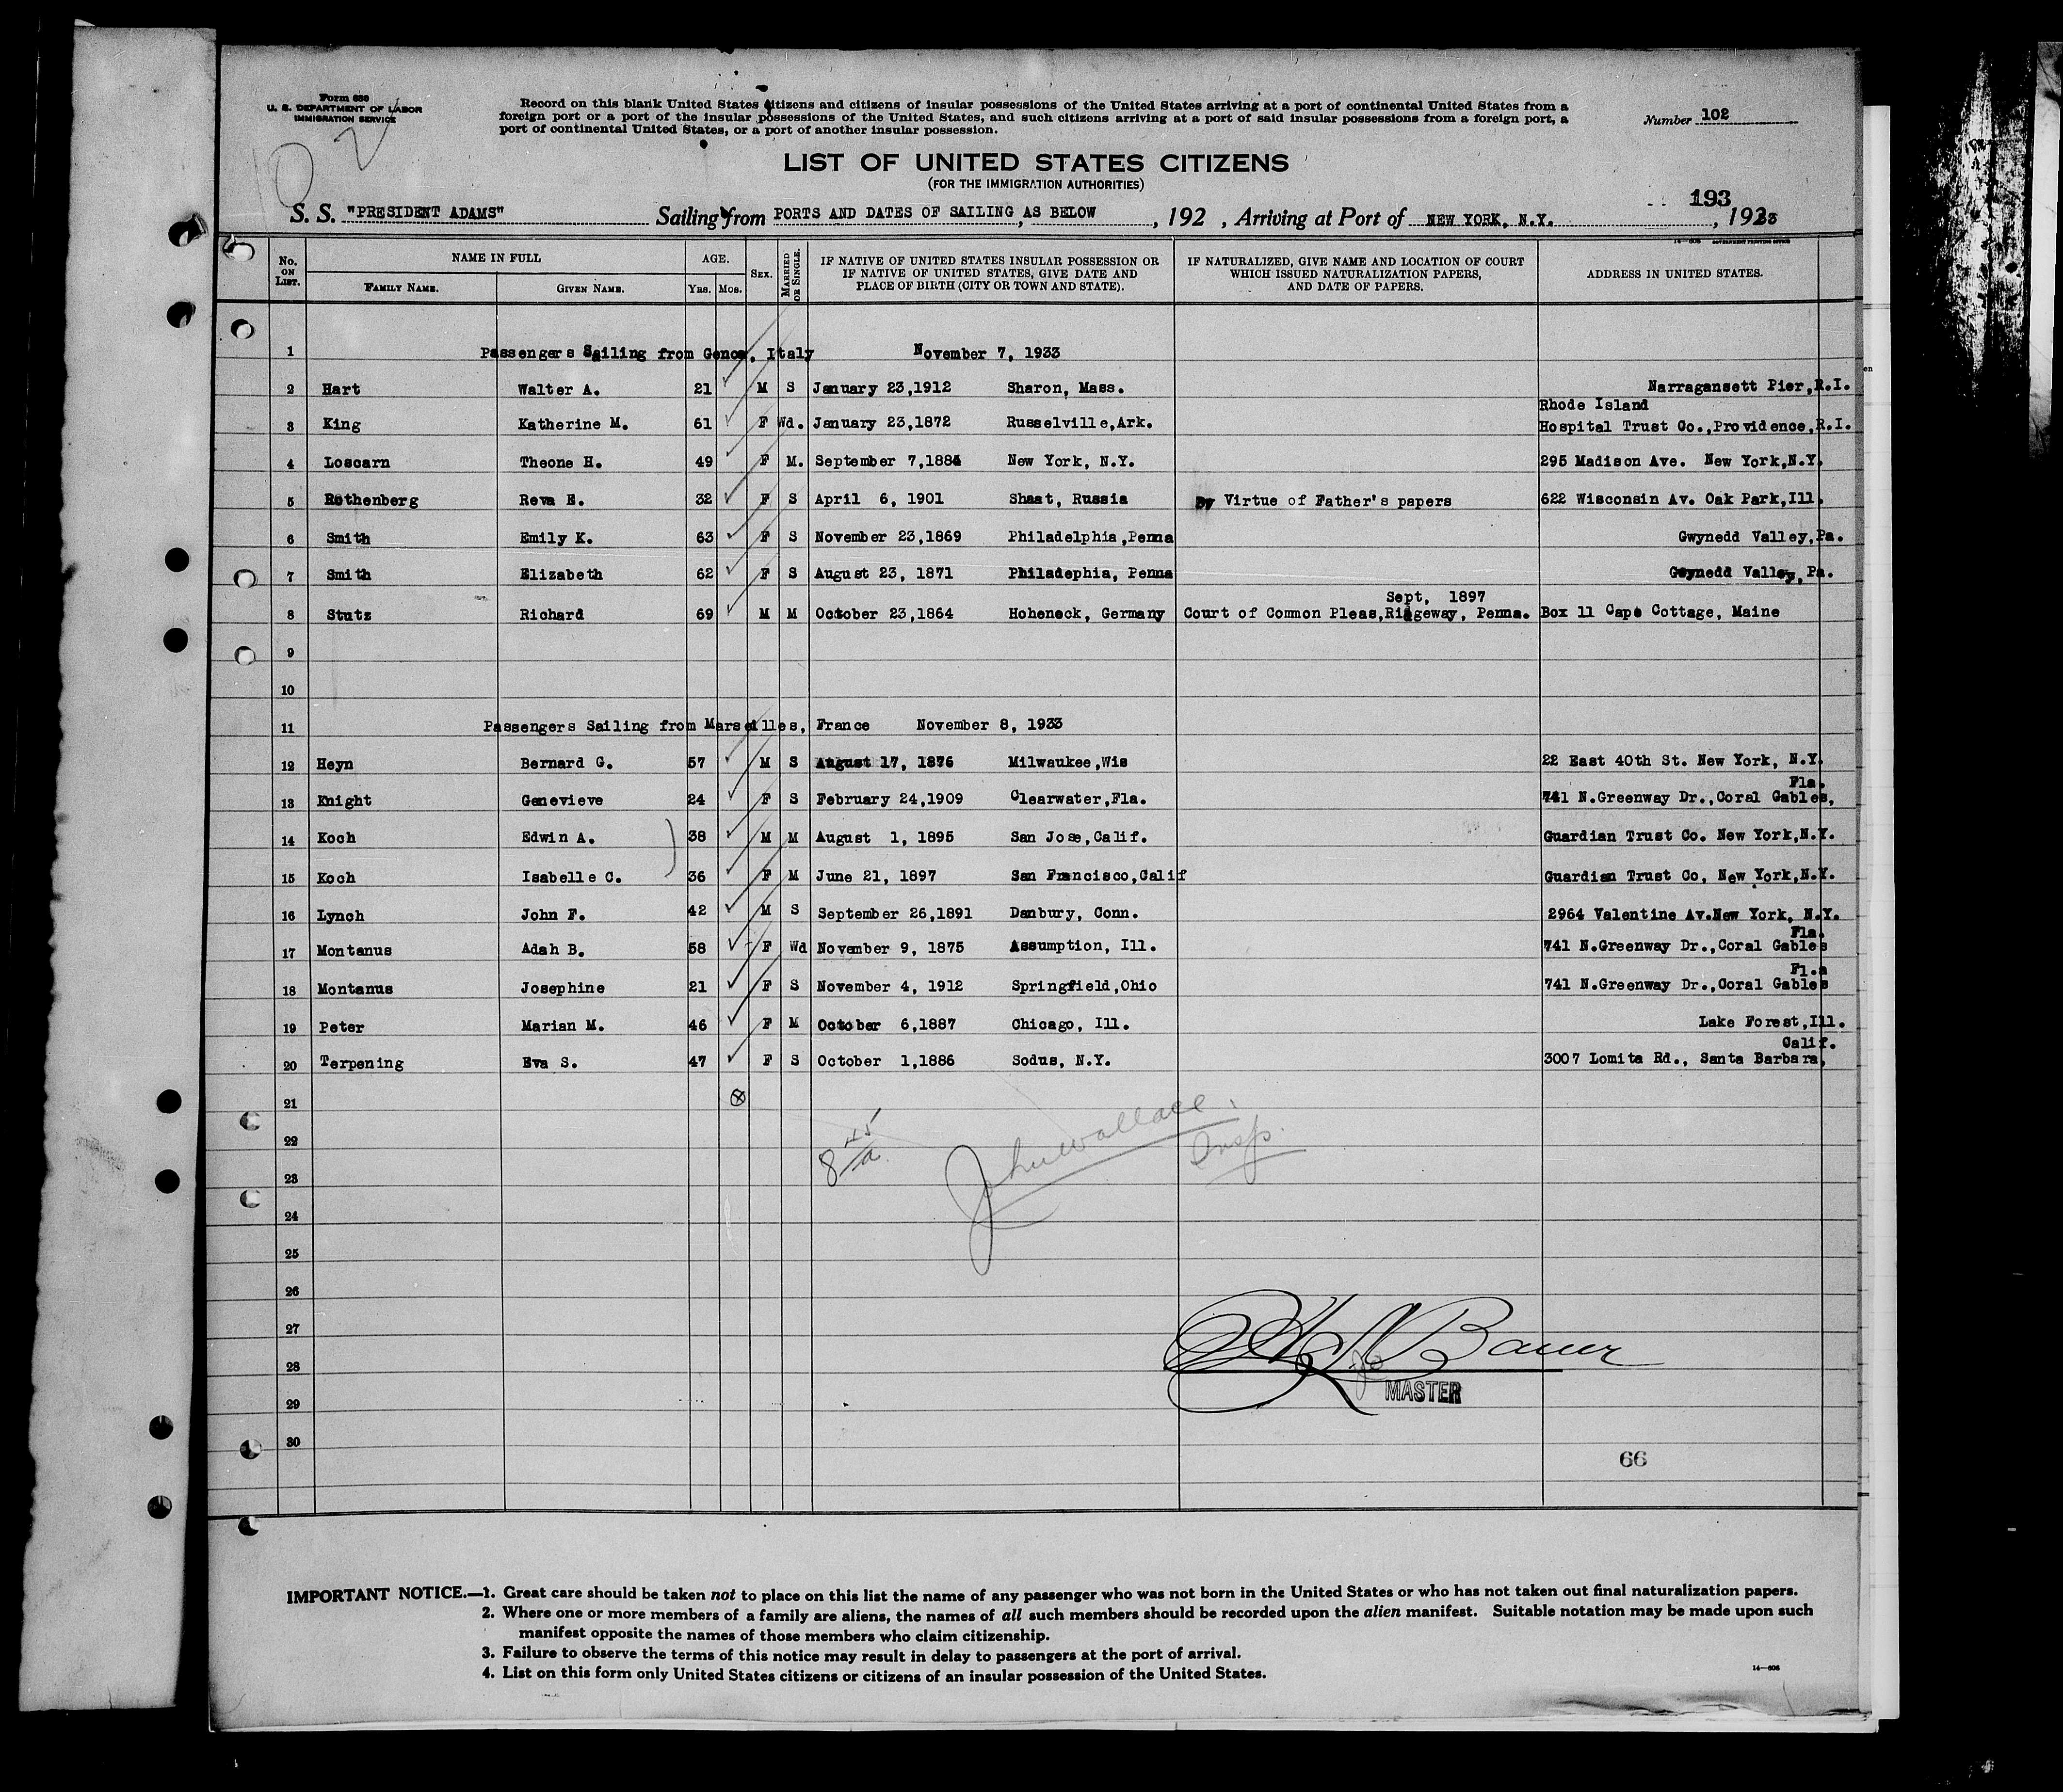 Form 630
U. S. DEPARTMENT OF LABOR
IMMIGRATION SERVICE
102
Record on this blank United States citizens and citizens of insular possessions of the United States arriving at a port of continental United States from a
foreign port or a port of the insular possessions of the United States, and such citizens arriving at a port of said insular possessions from a foreign port, a
port of continental United States, or a port of another insular possession.
Number 102
LIST OF UNITED STATES CITIZENS
(FOR THE IMMIGRATION AUTHORITIES)
193
S. S. "PRESIDENT ADAMS" Sailing from PORTS AND DATES OF SAILING AS BELOW, , 192 , Arriving at Port of NEW YORK, N.Y. , 1933
14—608 GOVERNMENT PRINTING OFFICE
No. ON LIST. NAME IN FULL AGE. SEX. MARRIED OR SINGLE. IF NATIVE OF UNITED STATES INSULAR POSSESSION OR IF NATIVE OF UNITED STATES, GIVE DATE AND PLACE OF BIRTH (CITY OR TOWN AND STATE). IF NATURALIZED, GIVE NAME AND LOCATION OF COURT WHICH ISSUED NATURALIZATION PAPERS, AND DATE OF PAPERS. ADDRESS IN UNITED STATES.
FAMILY NAME. GIVEN NAME. YRS. MOS.
1 Passengers Sailing from Genoa, Italy November 7, 1933
2 Hart Walter A. 21 M S January 23,1912 Sharon, Mass. Narragansett Pier,R.I.
Rhode Island
3 King Katherine M. 61 F Wd. January 23,1872 Russelville,Ark. Hospital Trust Co.,Providence,R.I.
4 Loscarn Theone H. 49 F M. September 7,1884 New York, N.Y. 295 Madison Ave. New York,N.Y.
5 Rothenberg Reva E. 32 F S April 6, 1901 Shaat, Russia By Virtue of Father's papers 622 Wisconsin Av. Oak Park,Ill.
6 Smith Emily K. 63 F S November 23,1869 Philadelphia,Penna Gwynedd Valley,Pa.
7 Smith Elizabeth 62 F S August 23, 1871 Philadephia, Penna Gwynedd Valley, Pa.
Sept, 1897
8 Stutz Richard 69 M M October 23,1864 Hoheneck, Germany Court of Common Pleas,Ridgeway, Penna. Box 11 Cape Cottage, Maine
9
10
11 Passengers Sailing from Marseilles, France November 8, 1933
12 Heyn Bernard G. 57 M S August 17, 1876 Milwaukee,Wis 22 East 40th St. New York, N.Y.
Fla.
13 Knight Genevieve 24 F S February 24,1909 Clearwater,Fla. 741 N.Greenway Dr.,Coral Gables,
14 Koch Edwin A. 38 M M August 1, 1895 San Jose,Calif. Guardian Trust Co. New York,N.Y.
15 Koch Isabelle C. 36 F M June 21, 1897 San Francisco,Calif Guardian Trust Co, New York,N.Y.
16 Lynch John F. 42 M S September 26,1891 Danbury, Conn. 2964 Valentine Av.New York, N.Y.
Fla.
17 Montanus Adah B. 58 F Wd November 9, 1875 Assumption, Ill. 741 N.Greenway Dr.,Coral Gables
Fl.a
18 Montanus Josephine 21 F S November 4, 1912 Springfield,Ohio 741 N.Greenway Dr.,Coral Gables
19 Peter Marian M. 46 F M October 6,1887 Chicago, Ill. Lake Forest,Ill.
Calif.
20 Terpening Eva S. 47 F S October 1,1886 Sodus, N.Y. 3007 Lomita Rd., Santa Barbara,
21
22
23
24
25
26
27
28
29
30
8 45/a
John Wallace.
Insp.
Bauer
MASTER
66
IMPORTANT NOTICE.—1. Great care should be taken not to place on this list the name of any passenger who was not born in the United States or who has not taken out final naturalization papers.
2. Where one or more members of a family are aliens, the names of all such members should be recorded upon the alien manifest. Suitable notation may be made upon such
manifest opposite the names of those members who claim citizenship.
3. Failure to observe the terms of this notice may result in delay to passengers at the port of arrival.
4. List on this form only United States citizens or citizens of an insular possession of the United States.
14—608